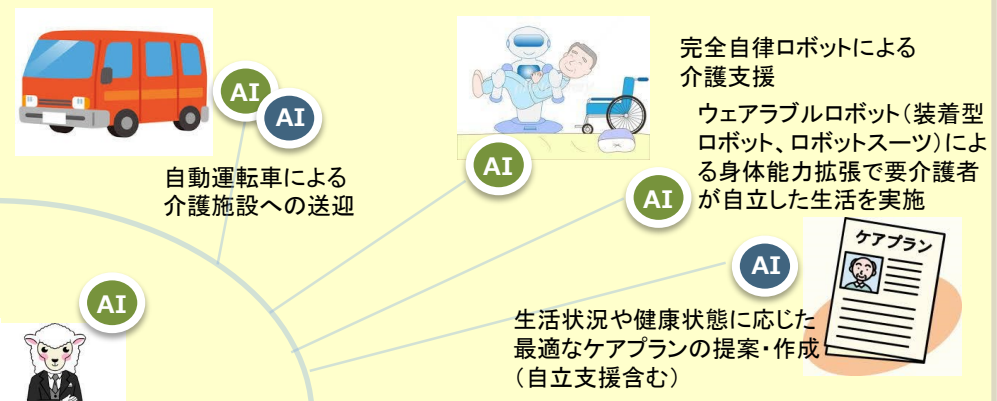 AI
AI
自動運転車による
介護施設への送迎
AI
完全自律ロボットによる
介護支援
AI
ウェアラブルロボット(装着型
ロボット、ロボットスーツ)によ
る身体能力拡張で要介護者
が自立した生活を実施
AI
ケアプラン
生活状況や健康状態に応じた
最適なケアプランの提案・作成
(自立支援含む)
AI